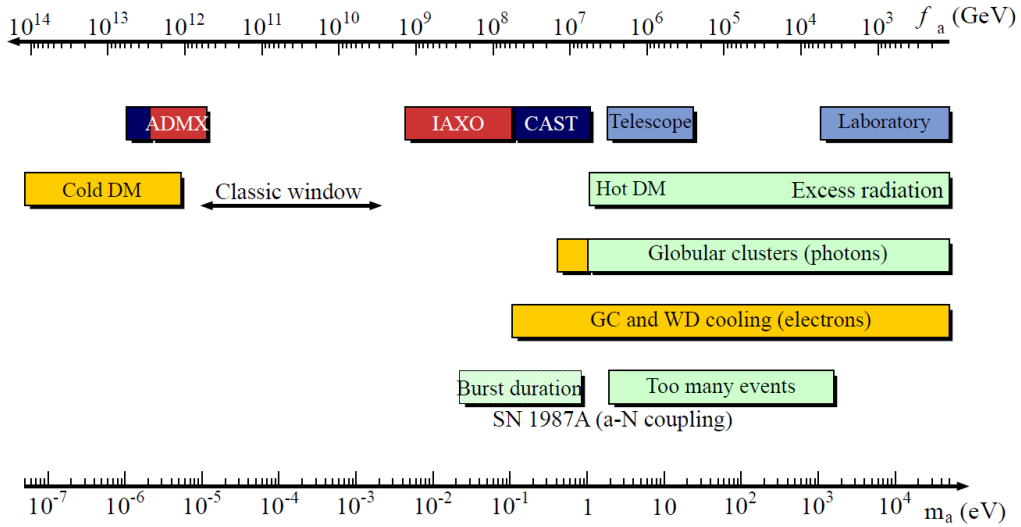 10^14 10^13 10^12 10^11 10^10 10^9 10^8 10^7 10^6 10^5 10^4 10^3 f_a (GeV)
ADMX IAXO CAST Telescope Laboratory
Cold DM Classic window Hot DM Excess radiation
Globular clusters (photons)
GC and WD cooling (electrons)
Burst duration Too many events
SN 1987A (a-N coupling)
10^-7 10^-6 10^-5 10^-4 10^-3 10^-2 10^-1 1 10 10^2 10^3 10^4 m_a (eV)